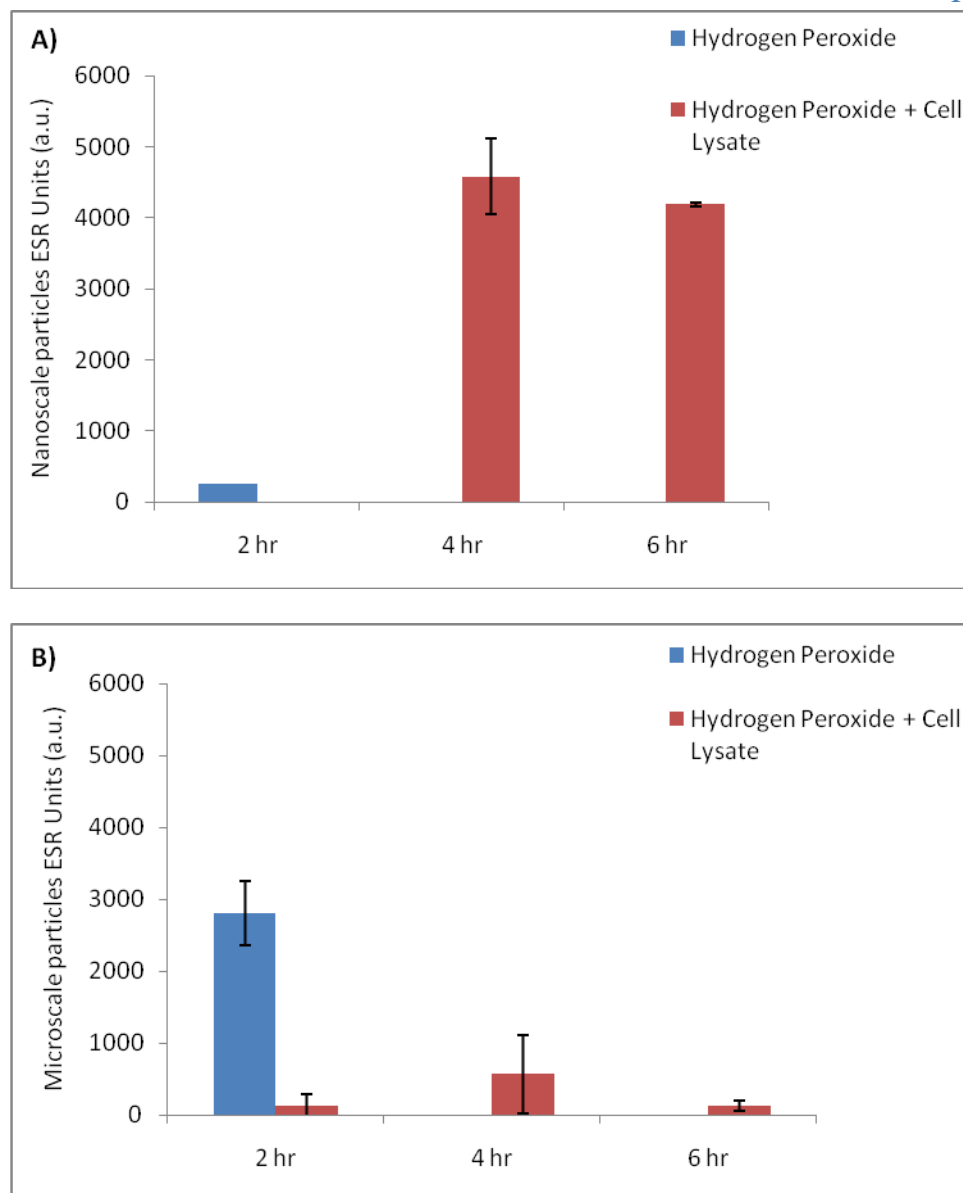 A)
Hydrogen Peroxide
Hydrogen Peroxide + Cell
Lysate
Nanoscale particles ESR Units (a.u.)
6000
5000
4000
3000
2000
1000
0
2 hr
4 hr
6 hr
B)
Hydrogen Peroxide
Hydrogen Peroxide + Cell
Lysate
Microscale particles ESR Units (a.u.)
6000
5000
4000
3000
2000
1000
0
2 hr
4 hr
6 hr